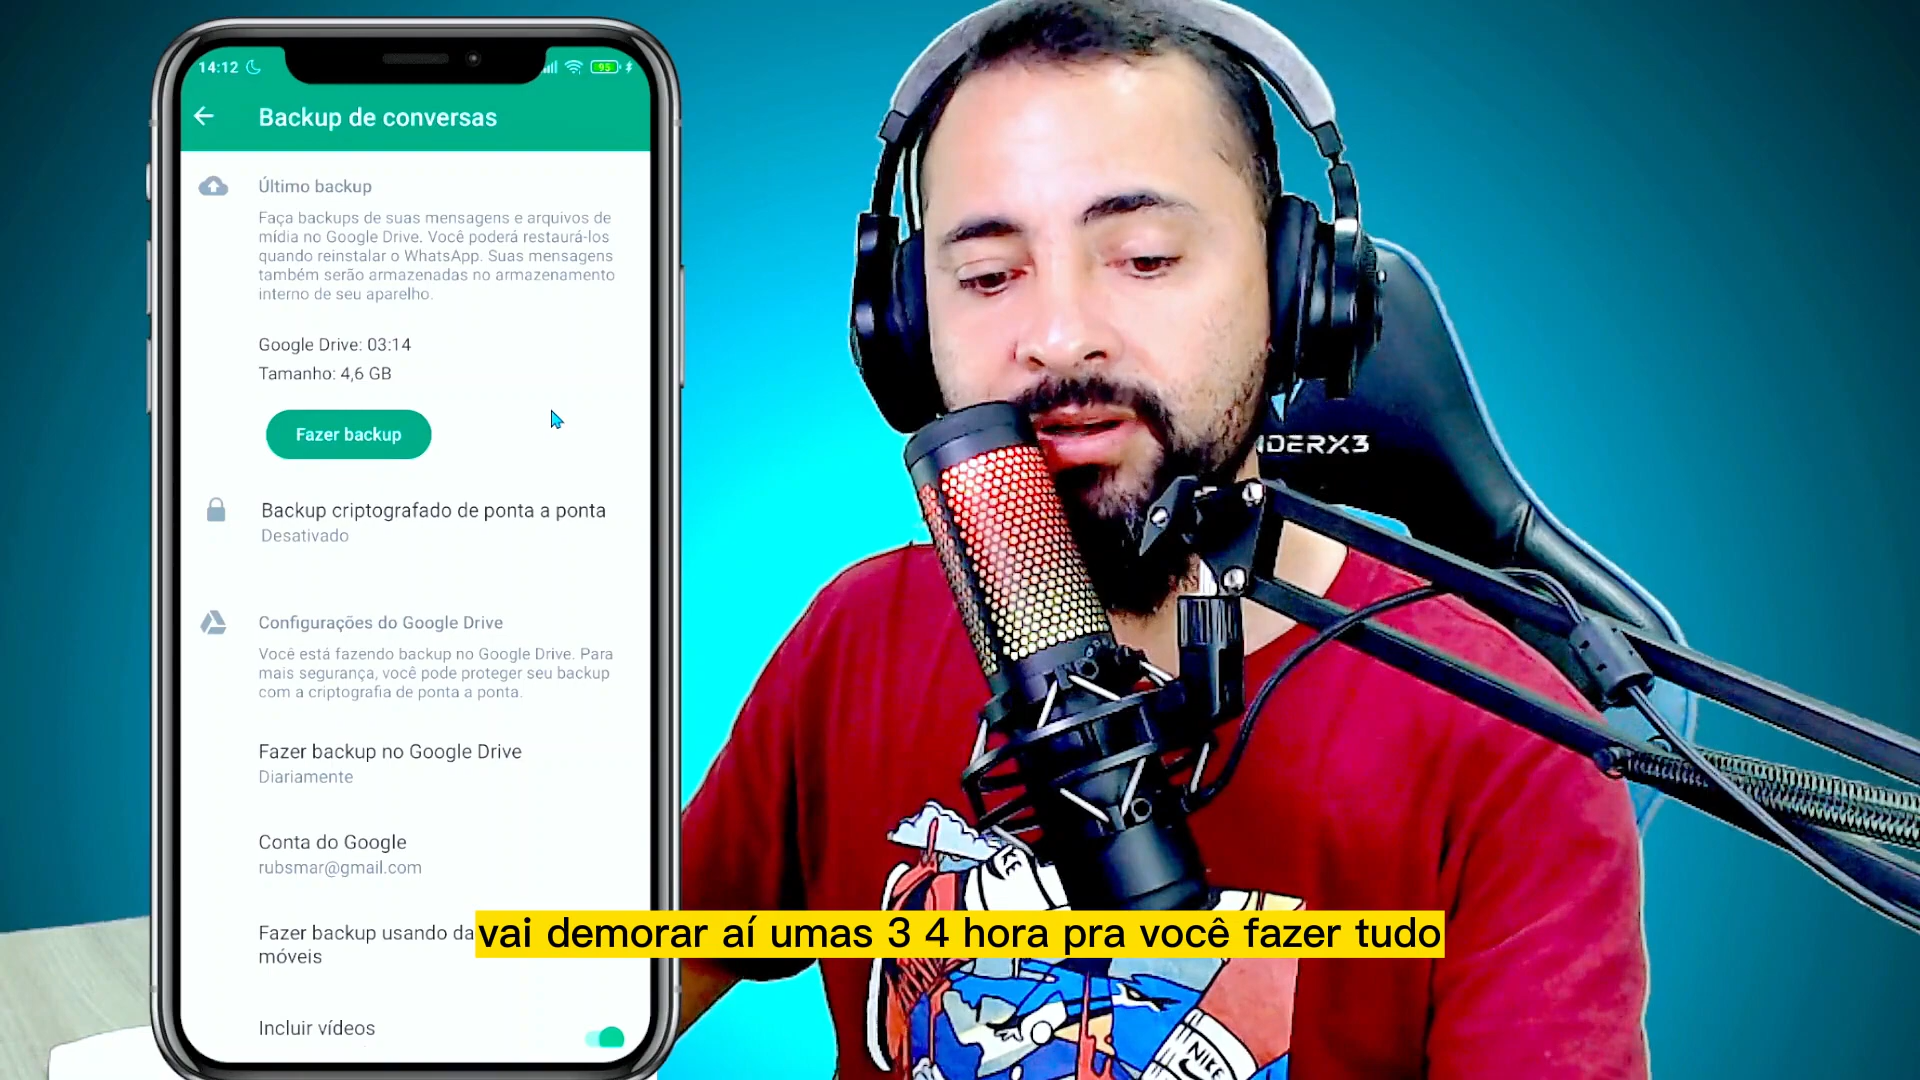 14:12
95
Backup de conversas
Último backup
Faça backups de suas mensagens e arquivos de
mídia no Google Drive. Você poderá restaurá-los
quando reinstalar o WhatsApp. Suas mensagens
também serão armazenadas no armazenamento
interno de seu aparelho.
Google Drive: 03:14
Tamanho: 4,6 GB
Fazer backup
Backup criptografado de ponta a ponta
Desativado
Configurações do Google Drive
Você está fazendo backup no Google Drive. Para
mais segurança, você pode proteger seu backup
com a criptografia de ponta a ponta.
Fazer backup no Google Drive
Diariamente
Conta do Google
rubsmar@gmail.com
Fazer backup usando da
móveis
Incluir vídeos
NDERX3
vai demorar aí umas 3 4 hora pra você fazer tudo
NIKE